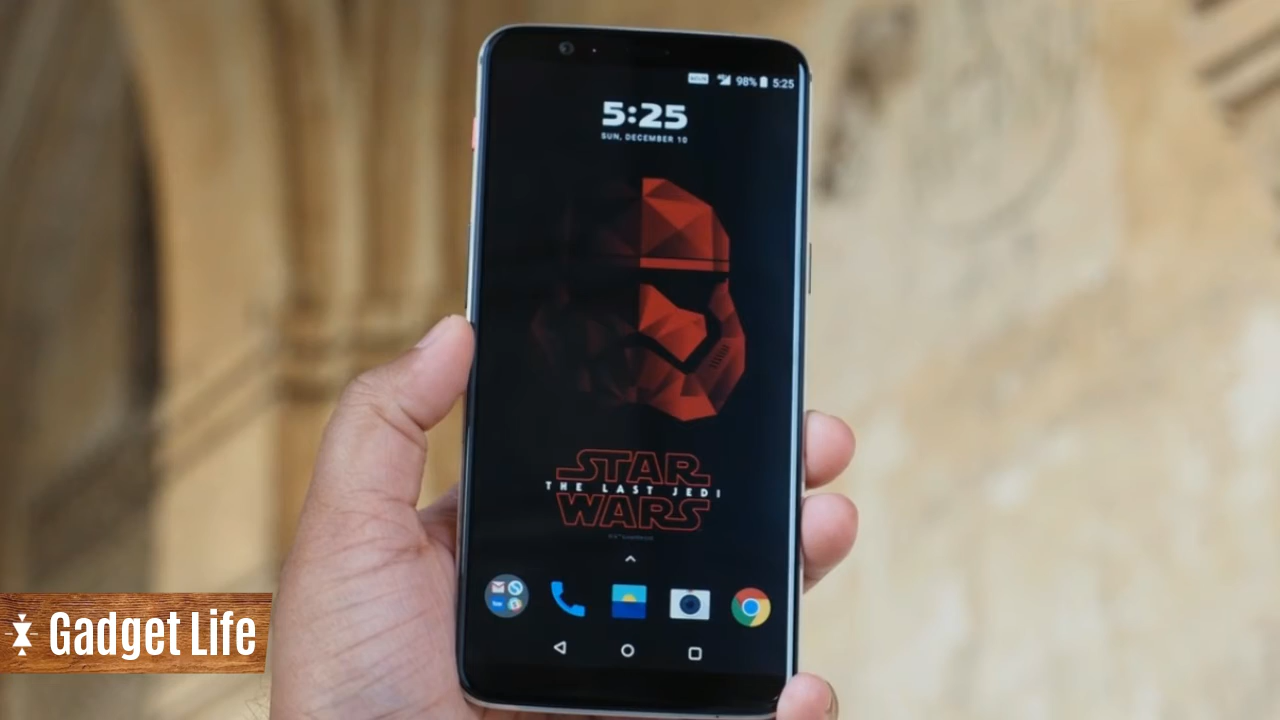 98% 5:25
5:25
SUN, DECEMBER 10
STAR
THE LAST JEDI
WARS
Gadget Life